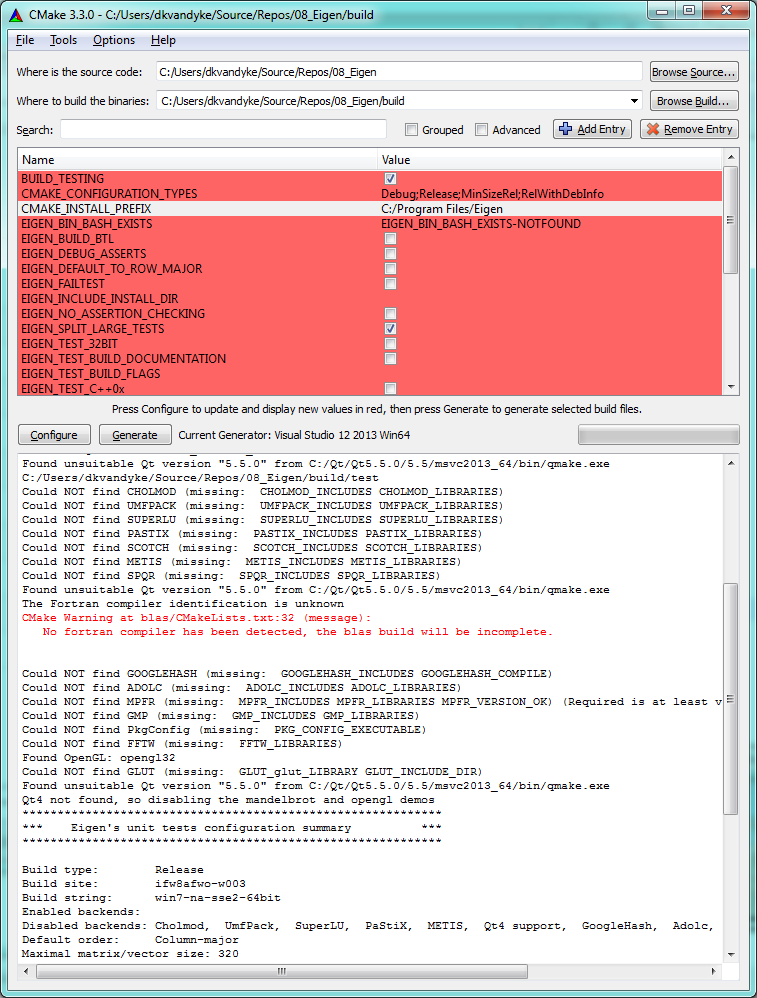 CMake 3.3.0 - C:/Users/dkvandyke/Source/Repos/08_Eigen/build
File Tools Options Help
Where is the source code: C:/Users/dkvandyke/Source/Repos/08_Eigen Browse Source...
Where to build the binaries: C:/Users/dkvandyke/Source/Repos/08_Eigen/build Browse Build...
Search: Grouped Advanced Add Entry Remove Entry
Name Value
BUILD_TESTING
CMAKE_CONFIGURATION_TYPES Debug;Release;MinSizeRel;RelWithDebInfo
CMAKE_INSTALL_PREFIX C:/Program Files/Eigen
EIGEN_BIN_BASH_EXISTS EIGEN_BIN_BASH_EXISTS-NOTFOUND
EIGEN_BUILD_BTL
EIGEN_DEBUG_ASSERTS
EIGEN_DEFAULT_TO_ROW_MAJOR
EIGEN_FAILTEST
EIGEN_INCLUDE_INSTALL_DIR
EIGEN_NO_ASSERTION_CHECKING
EIGEN_SPLIT_LARGE_TESTS
EIGEN_TEST_32BIT
EIGEN_TEST_BUILD_DOCUMENTATION
EIGEN_TEST_BUILD_FLAGS
EIGEN_TEST_C++0x
Press Configure to update and display new values in red, then press Generate to generate selected build files.
Configure Generate Current Generator: Visual Studio 12 2013 Win64
Found unsuitable Qt version "5.5.0" from C:/Qt/Qt5.5.0/5.5/msvc2013_64/bin/qmake.exe
C:/Users/dkvandyke/Source/Repos/08_Eigen/build/test
Could NOT find CHOLMOD (missing:  CHOLMOD_INCLUDES CHOLMOD_LIBRARIES)
Could NOT find UMFPACK (missing:  UMFPACK_INCLUDES UMFPACK_LIBRARIES)
Could NOT find SUPERLU (missing:  SUPERLU_INCLUDES SUPERLU_LIBRARIES)
Could NOT find PASTIX (missing:  PASTIX_INCLUDES PASTIX_LIBRARIES)
Could NOT find SCOTCH (missing:  SCOTCH_INCLUDES SCOTCH_LIBRARIES)
Could NOT find METIS (missing:  METIS_INCLUDES METIS_LIBRARIES)
Could NOT find SPQR (missing:  SPQR_INCLUDES SPQR_LIBRARIES)
Found unsuitable Qt version "5.5.0" from C:/Qt/Qt5.5.0/5.5/msvc2013_64/bin/qmake.exe
The Fortran compiler identification is unknown
CMake Warning at blas/CMakeLists.txt:32 (message):
No fortran compiler has been detected, the blas build will be incomplete.
Could NOT find GOOGLEHASH (missing:  GOOGLEHASH_INCLUDES GOOGLEHASH_COMPILE)
Could NOT find ADOLC (missing:  ADOLC_INCLUDES ADOLC_LIBRARIES)
Could NOT find MPFR (missing:  MPFR_INCLUDES MPFR_LIBRARIES MPFR_VERSION_OK) (Required is at least v
Could NOT find GMP (missing:  GMP_INCLUDES GMP_LIBRARIES)
Could NOT find PkgConfig (missing:  PKG_CONFIG_EXECUTABLE)
Could NOT find FFTW (missing:  FFTW_LIBRARIES)
Found OpenGL: opengl32
Could NOT find GLUT (missing:  GLUT_glut_LIBRARY GLUT_INCLUDE_DIR)
Found unsuitable Qt version "5.5.0" from C:/Qt/Qt5.5.0/5.5/msvc2013_64/bin/qmake.exe
Qt4 not found, so disabling the mandelbrot and opengl demos
************************************************************
***    Eigen's unit tests configuration summary          ***
************************************************************
Build type:        Release
Build site:        ifw8afwo-w003
Build string:      win7-na-sse2-64bit
Enabled backends:
Disabled backends: Cholmod,  UmfPack,  SuperLU,  PaStiX,  METIS,  Qt4 support,  GoogleHash,  Adolc,
Default order:     Column-major
Maximal matrix/vector size: 320